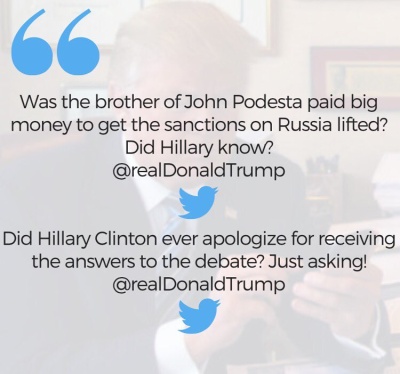 Was the brother of John Podesta paid big
money to get the sanctions on Russia lifted?
Did Hillary know?
@realDonaldTrump
Did Hillary Clinton ever apologize for receiving
the answers to the debate? Just asking!
@realDonaldTrump